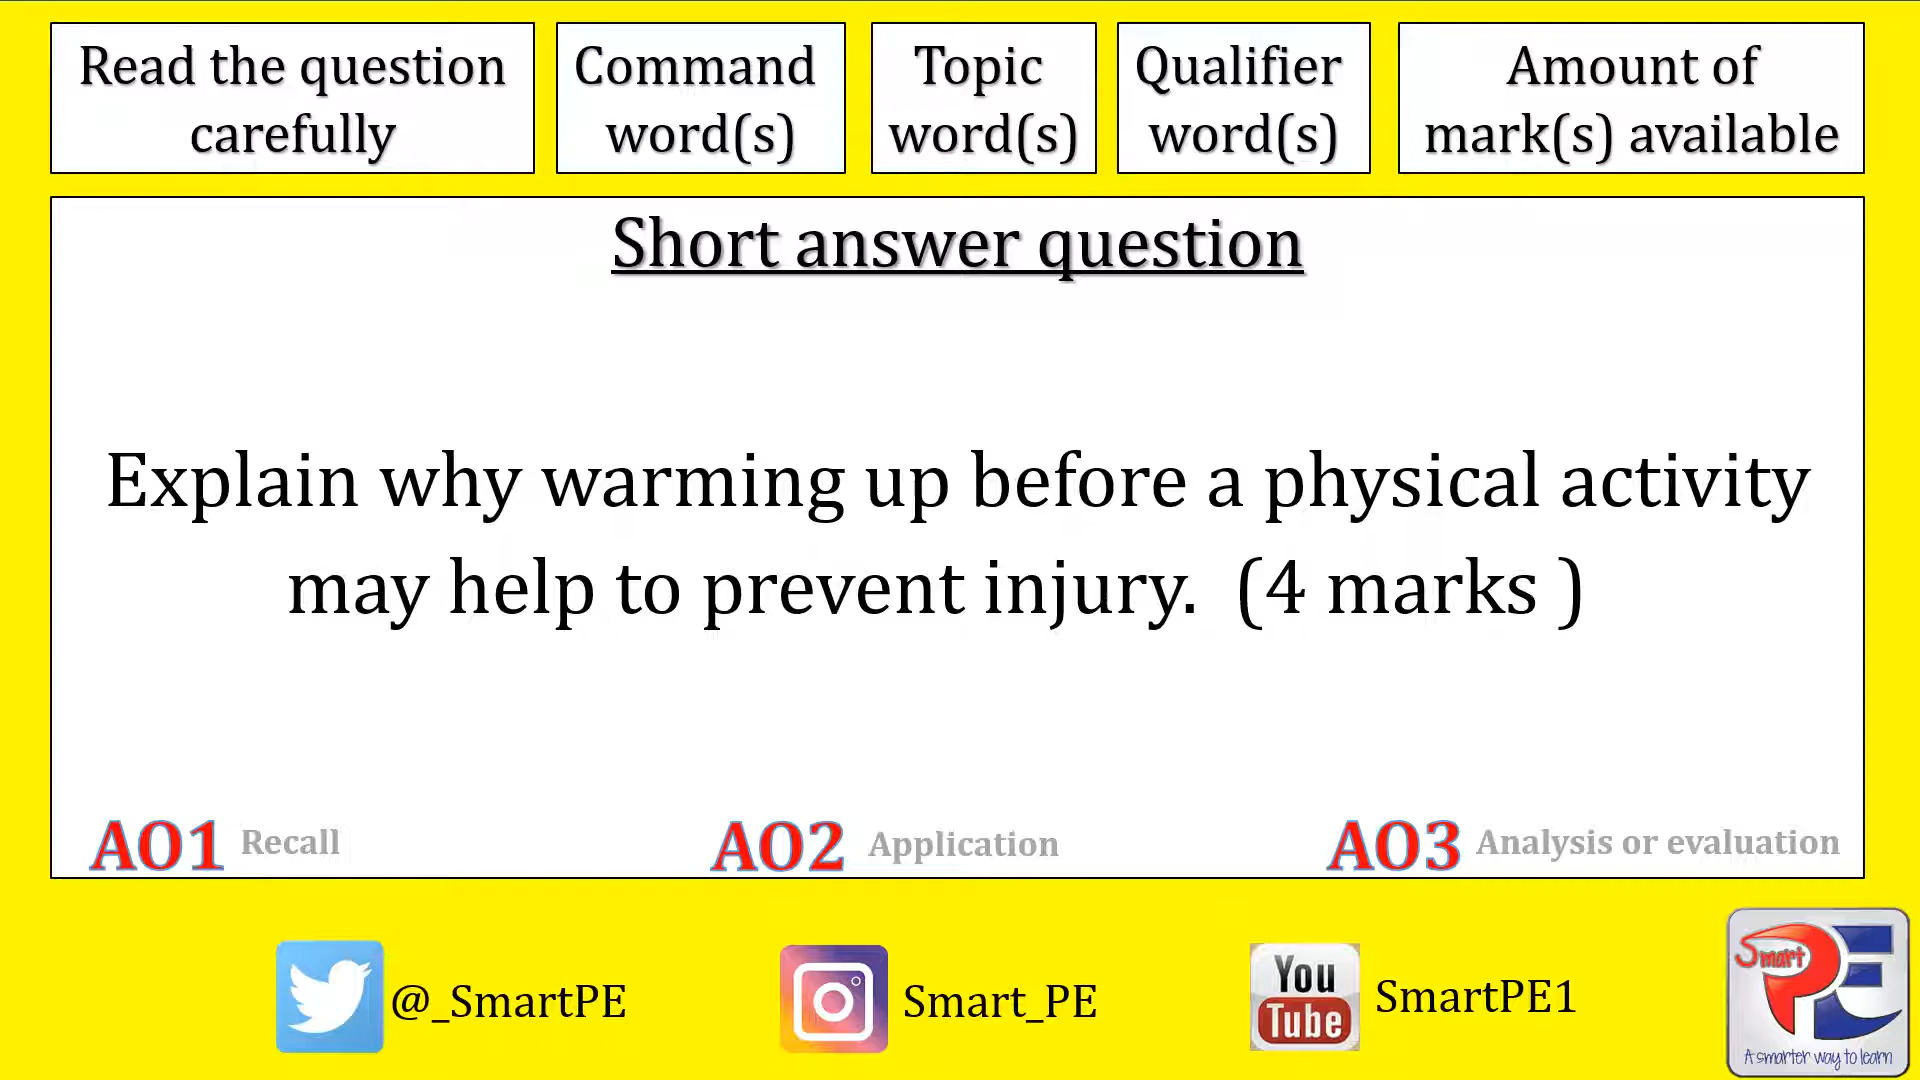 Read the question
carefully
Command
word(s)
Topic
word(s)
Qualifier
word(s)
Amount of
mark(s) available
Short answer question
Explain why warming up before a physical activity
may help to prevent injury.  (4 marks )
AO1 Recall
AO2 Application
AO3 Analysis or evaluation
@_SmartPE
Smart_PE
You
Tube
SmartPE1
Smart
PE
A smarter way to learn